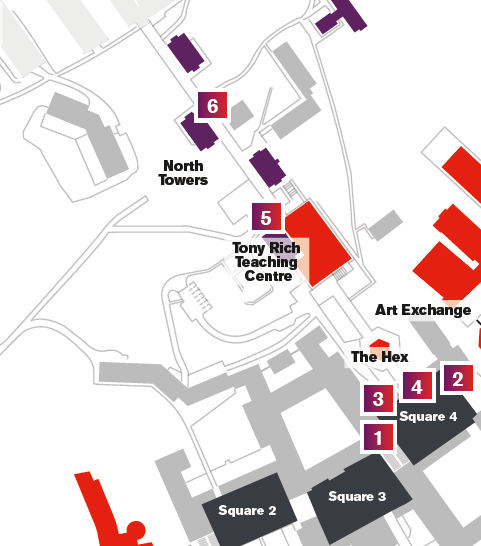 6
North
Towers
5
Tony Rich
Teaching
Centre
Art Exchange
The Hex
2
4
3
Square 4
1
Square 3
Square 2